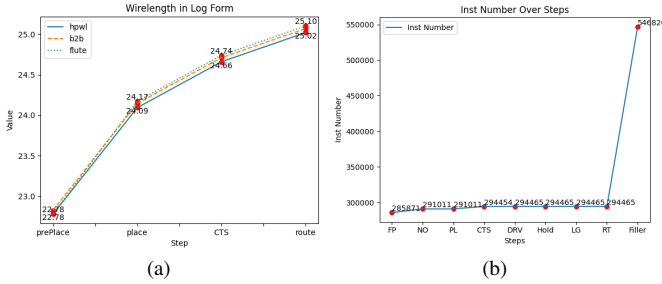 Wirelength in Log Form
hpwl
b2b
flute
25.0
24.5
24.0
23.5
23.0
Value
22.78
22.78
24.17
24.09
24.74
24.66
25.10
25.02
prePlace place CTS route
Step
(a)
Inst Number Over Steps
Inst Number
550000
500000
450000
400000
350000
300000
Inst Number
285871 291011 291011 294454 294465 294465 294465 294465
FP NO PL CTS DRV Hold LG RT Filler
Steps
(b)